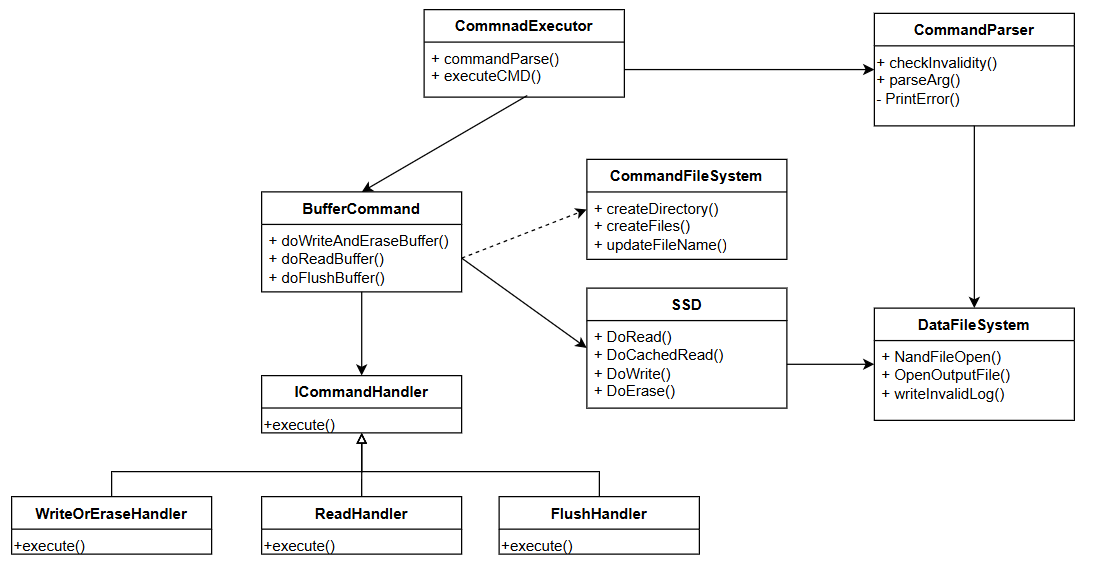 CommnadExecutor
+ commandParse()
+ executeCMD()
CommandParser
+ checkInvalidity()
+ parseArg()
- PrintError()
CommandFileSystem
+ createDirectory()
+ createFiles()
+ updateFileName()
BufferCommand
+ doWriteAndEraseBuffer()
+ doReadBuffer()
+ doFlushBuffer()
SSD
+ DoRead()
+ DoCachedRead()
+ DoWrite()
+ DoErase()
DataFileSystem
+ NandFileOpen()
+ OpenOutputFile()
+ writeInvalidLog()
ICommandHandler
+execute()
WriteOrEraseHandler
+execute()
ReadHandler
+execute()
FlushHandler
+execute()